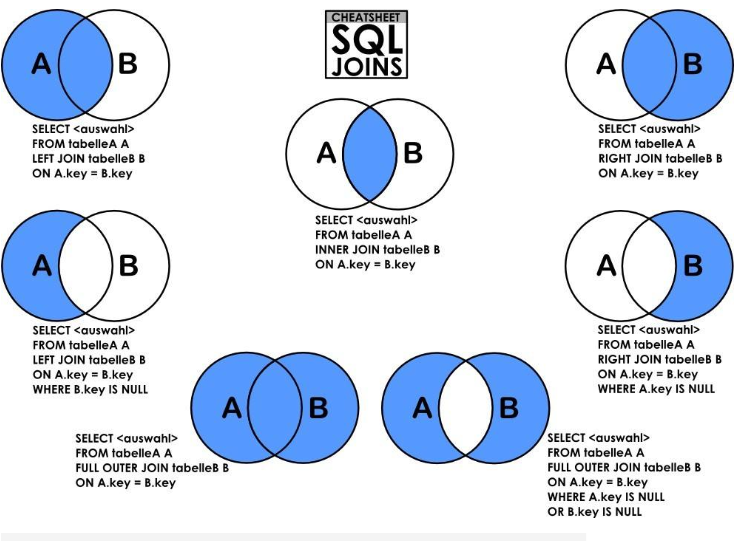 CHEATSHEET
SQL
JOINS
A B
SELECT <auswahl>
FROM tabelleA A
LEFT JOIN tabelleB B
ON A.key = B.key
A B
SELECT <auswahl>
FROM tabelleA A
INNER JOIN tabelleB B
ON A.key = B.key
A B
SELECT <auswahl>
FROM tabelleA A
RIGHT JOIN tabelleB B
ON A.key = B.key
A B
SELECT <auswahl>
FROM tabelleA A
LEFT JOIN tabelleB B
ON A.key = B.key
WHERE B.key IS NULL
A B
SELECT <auswahl>
FROM tabelleA A
RIGHT JOIN tabelleB B
ON A.key = B.key
WHERE A.key IS NULL
A B
SELECT <auswahl>
FROM tabelleA A
FULL OUTER JOIN tabelleB B
ON A.key = B.key
A B
SELECT <auswahl>
FROM tabelleA A
FULL OUTER JOIN tabelleB B
ON A.key = B.key
WHERE A.key IS NULL
OR B.key IS NULL